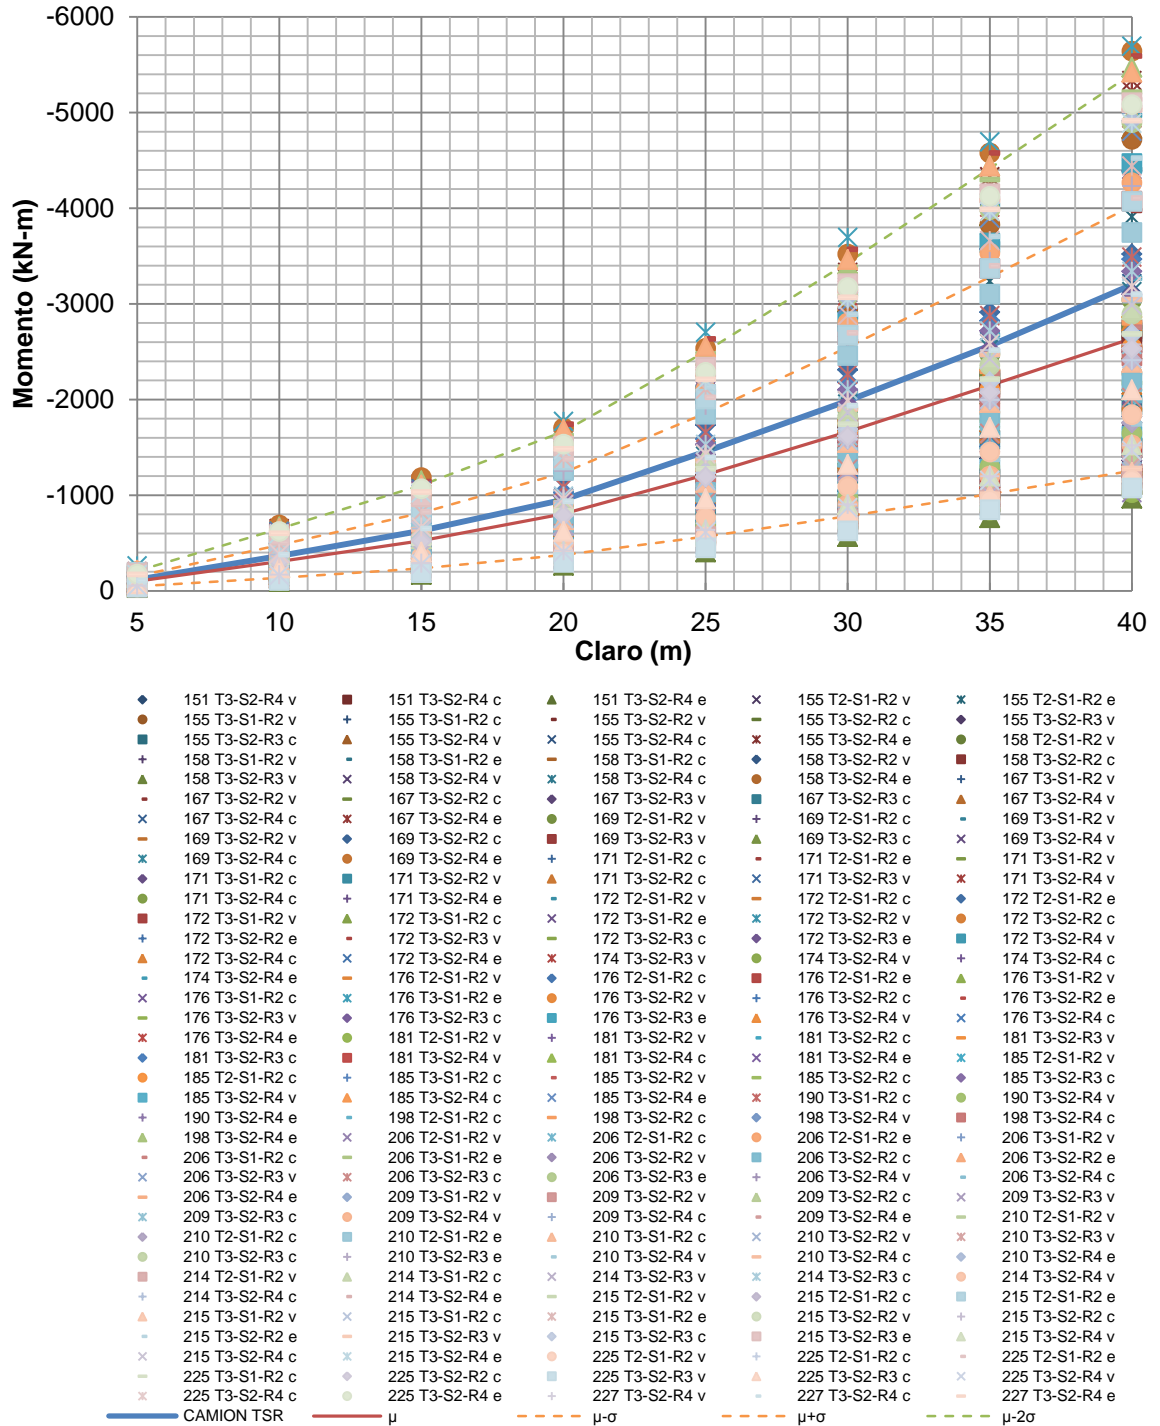 -6000
-5000
-4000
-3000
-2000
-1000
0
Momento (kN-m)
5 10 15 20 25 30 35 40
Claro (m)
151 T3-S2-R4 v 151 T3-S2-R4 c 151 T3-S2-R4 e 155 T2-S1-R2 v 155 T2-S1-R2 e
155 T3-S1-R2 v 155 T3-S1-R2 c 155 T3-S2-R2 v 155 T3-S2-R2 c 155 T3-S2-R3 v
155 T3-S2-R3 c 155 T3-S2-R4 v 155 T3-S2-R4 c 155 T3-S2-R4 e 158 T2-S1-R2 v
158 T3-S1-R2 v 158 T3-S1-R2 e 158 T3-S1-R2 c 158 T3-S2-R2 v 158 T3-S2-R2 c
158 T3-S2-R3 v 158 T3-S2-R4 v 158 T3-S2-R4 c 158 T3-S2-R4 e 167 T3-S1-R2 v
167 T3-S2-R2 v 167 T3-S2-R2 c 167 T3-S2-R3 v 167 T3-S2-R3 c 167 T3-S2-R4 v
167 T3-S2-R4 c 167 T3-S2-R4 e 169 T2-S1-R2 v 169 T2-S1-R2 c 169 T3-S1-R2 v
169 T3-S2-R2 v 169 T3-S2-R2 c 169 T3-S2-R3 v 169 T3-S2-R3 c 169 T3-S2-R4 v
169 T3-S2-R4 c 169 T3-S2-R4 e 171 T2-S1-R2 c 171 T2-S1-R2 e 171 T3-S1-R2 v
171 T3-S1-R2 c 171 T3-S2-R2 v 171 T3-S2-R2 c 171 T3-S2-R3 v 171 T3-S2-R4 v
171 T3-S2-R4 c 171 T3-S2-R4 e 172 T2-S1-R2 v 172 T2-S1-R2 c 172 T2-S1-R2 e
172 T3-S1-R2 v 172 T3-S1-R2 c 172 T3-S1-R2 e 172 T3-S2-R2 v 172 T3-S2-R2 c
172 T3-S2-R2 e 172 T3-S2-R3 v 172 T3-S2-R3 c 172 T3-S2-R3 e 172 T3-S2-R4 v
172 T3-S2-R4 c 172 T3-S2-R4 e 174 T3-S2-R3 v 174 T3-S2-R4 v 174 T3-S2-R4 c
174 T3-S2-R4 e 176 T2-S1-R2 v 176 T2-S1-R2 c 176 T2-S1-R2 e 176 T3-S1-R2 v
176 T3-S1-R2 c 176 T3-S1-R2 e 176 T3-S2-R2 v 176 T3-S2-R2 c 176 T3-S2-R2 e
176 T3-S2-R3 v 176 T3-S2-R3 c 176 T3-S2-R3 e 176 T3-S2-R4 v 176 T3-S2-R4 c
176 T3-S2-R4 e 181 T2-S1-R2 v 181 T3-S2-R2 v 181 T3-S2-R2 c 181 T3-S2-R3 v
181 T3-S2-R3 c 181 T3-S2-R4 v 181 T3-S2-R4 c 181 T3-S2-R4 e 185 T2-S1-R2 v
185 T2-S1-R2 c 185 T3-S1-R2 c 185 T3-S2-R2 v 185 T3-S2-R2 c 185 T3-S2-R3 c
185 T3-S2-R4 v 185 T3-S2-R4 c 185 T3-S2-R4 e 190 T3-S1-R2 c 190 T3-S2-R4 v
190 T3-S2-R4 e 198 T2-S1-R2 c 198 T3-S2-R2 c 198 T3-S2-R4 v 198 T3-S2-R4 c
198 T3-S2-R4 e 206 T2-S1-R2 v 206 T2-S1-R2 c 206 T2-S1-R2 e 206 T3-S1-R2 v
206 T3-S1-R2 c 206 T3-S1-R2 e 206 T3-S2-R2 v 206 T3-S2-R2 c 206 T3-S2-R2 e
206 T3-S2-R3 v 206 T3-S2-R3 c 206 T3-S2-R3 e 206 T3-S2-R4 v 206 T3-S2-R4 c
206 T3-S2-R4 e 209 T3-S1-R2 v 209 T3-S2-R2 v 209 T3-S2-R2 c 209 T3-S2-R3 v
209 T3-S2-R3 c 209 T3-S2-R4 v 209 T3-S2-R4 c 209 T3-S2-R4 e 210 T2-S1-R2 v
210 T2-S1-R2 c 210 T2-S1-R2 e 210 T3-S1-R2 c 210 T3-S2-R2 v 210 T3-S2-R3 v
210 T3-S2-R3 c 210 T3-S2-R3 e 210 T3-S2-R4 v 210 T3-S2-R4 c 210 T3-S2-R4 e
214 T2-S1-R2 v 214 T3-S1-R2 c 214 T3-S2-R3 v 214 T3-S2-R3 c 214 T3-S2-R4 v
214 T3-S2-R4 c 214 T3-S2-R4 e 215 T2-S1-R2 v 215 T2-S1-R2 c 215 T2-S1-R2 e
215 T3-S1-R2 v 215 T3-S1-R2 c 215 T3-S1-R2 e 215 T3-S2-R2 v 215 T3-S2-R2 c
215 T3-S2-R2 e 215 T3-S2-R3 v 215 T3-S2-R3 c 215 T3-S2-R3 e 215 T3-S2-R4 v
215 T3-S2-R4 c 215 T3-S2-R4 e 225 T2-S1-R2 v 225 T2-S1-R2 c 225 T2-S1-R2 e
225 T3-S1-R2 c 225 T3-S2-R2 c 225 T3-S2-R3 v 225 T3-S2-R3 c 225 T3-S2-R4 v
225 T3-S2-R4 c 225 T3-S2-R4 e 227 T3-S2-R4 v 227 T3-S2-R4 c 227 T3-S2-R4 e
CAMION TSR μ μ-σ μ+σ μ-2σ